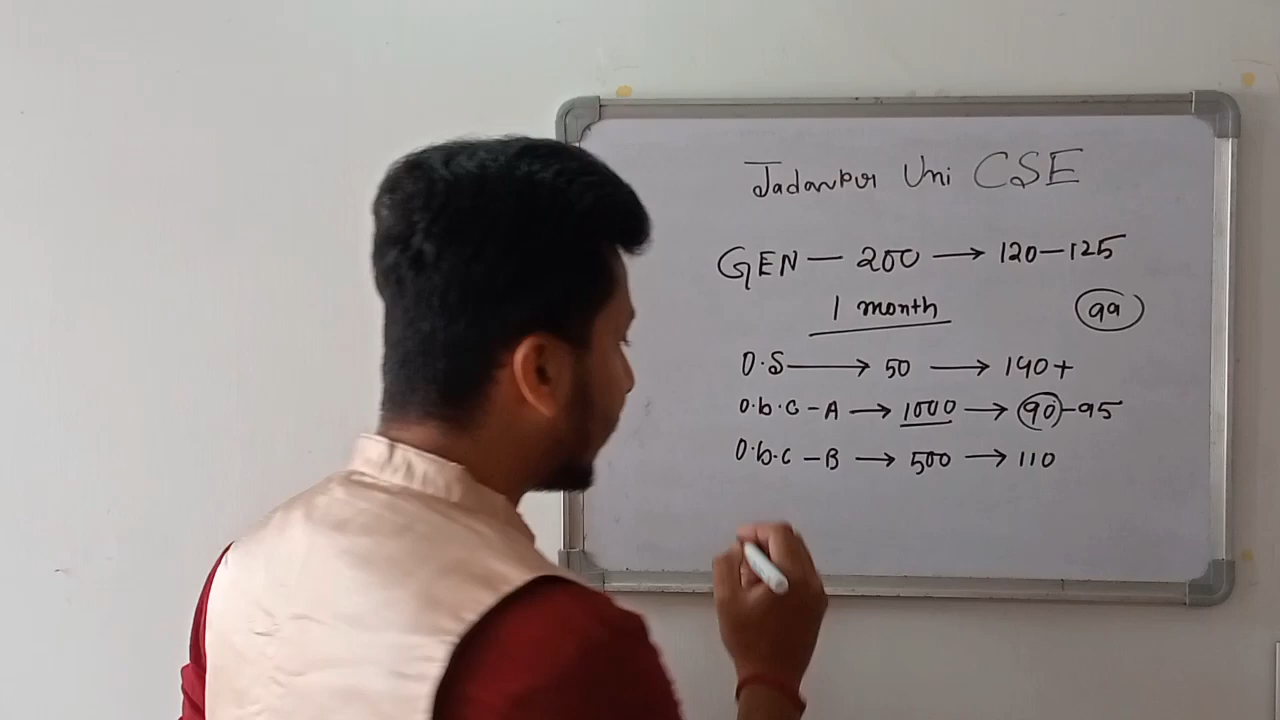 Jadavpur Uni CSE
GEN — 200 → 120 – 125
1 month
99
O.S → 50 → 140+
O.b.C - A → 1000 → 90 - 95
O.b.C - B → 500 → 110